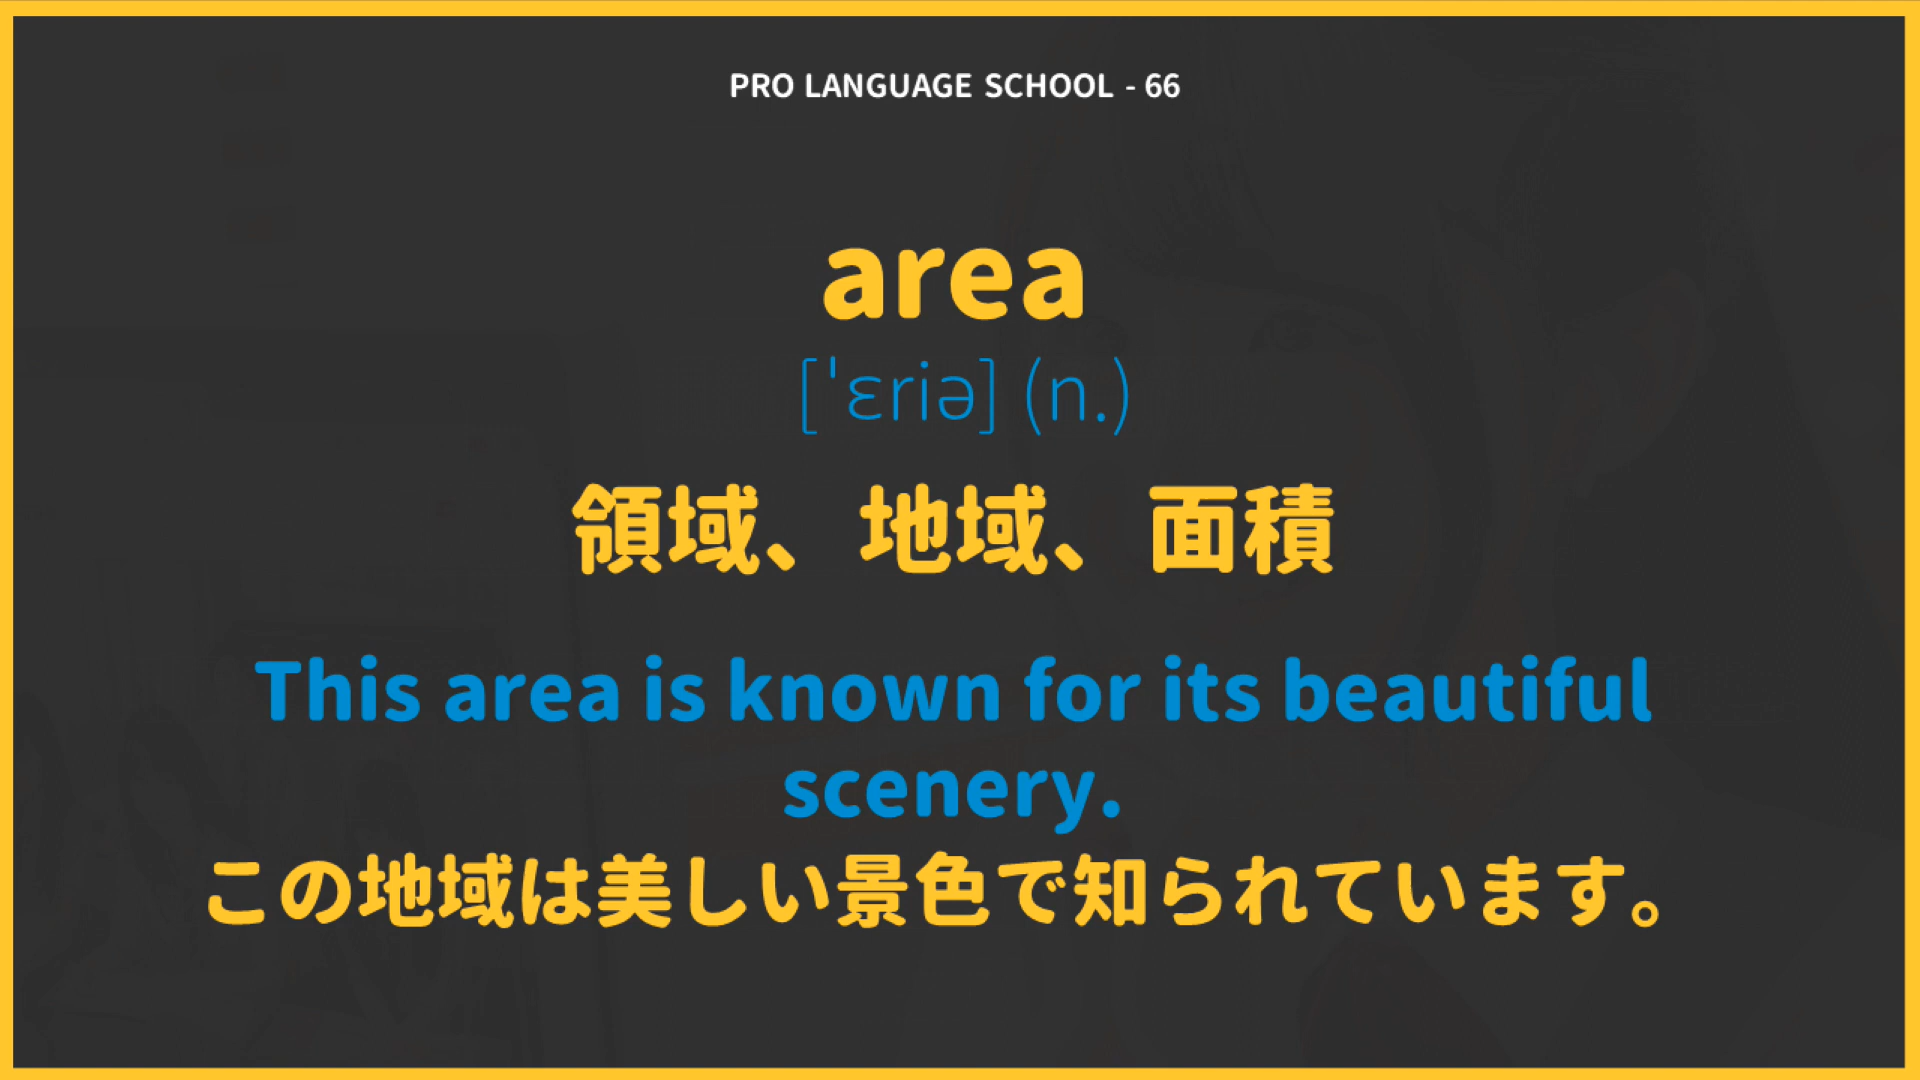 PRO LANGUAGE SCHOOL - 66
area
[ˈɛriə] (n.)
領域、地域、面積
This area is known for its beautiful
scenery.
この地域は美しい景色で知られています。